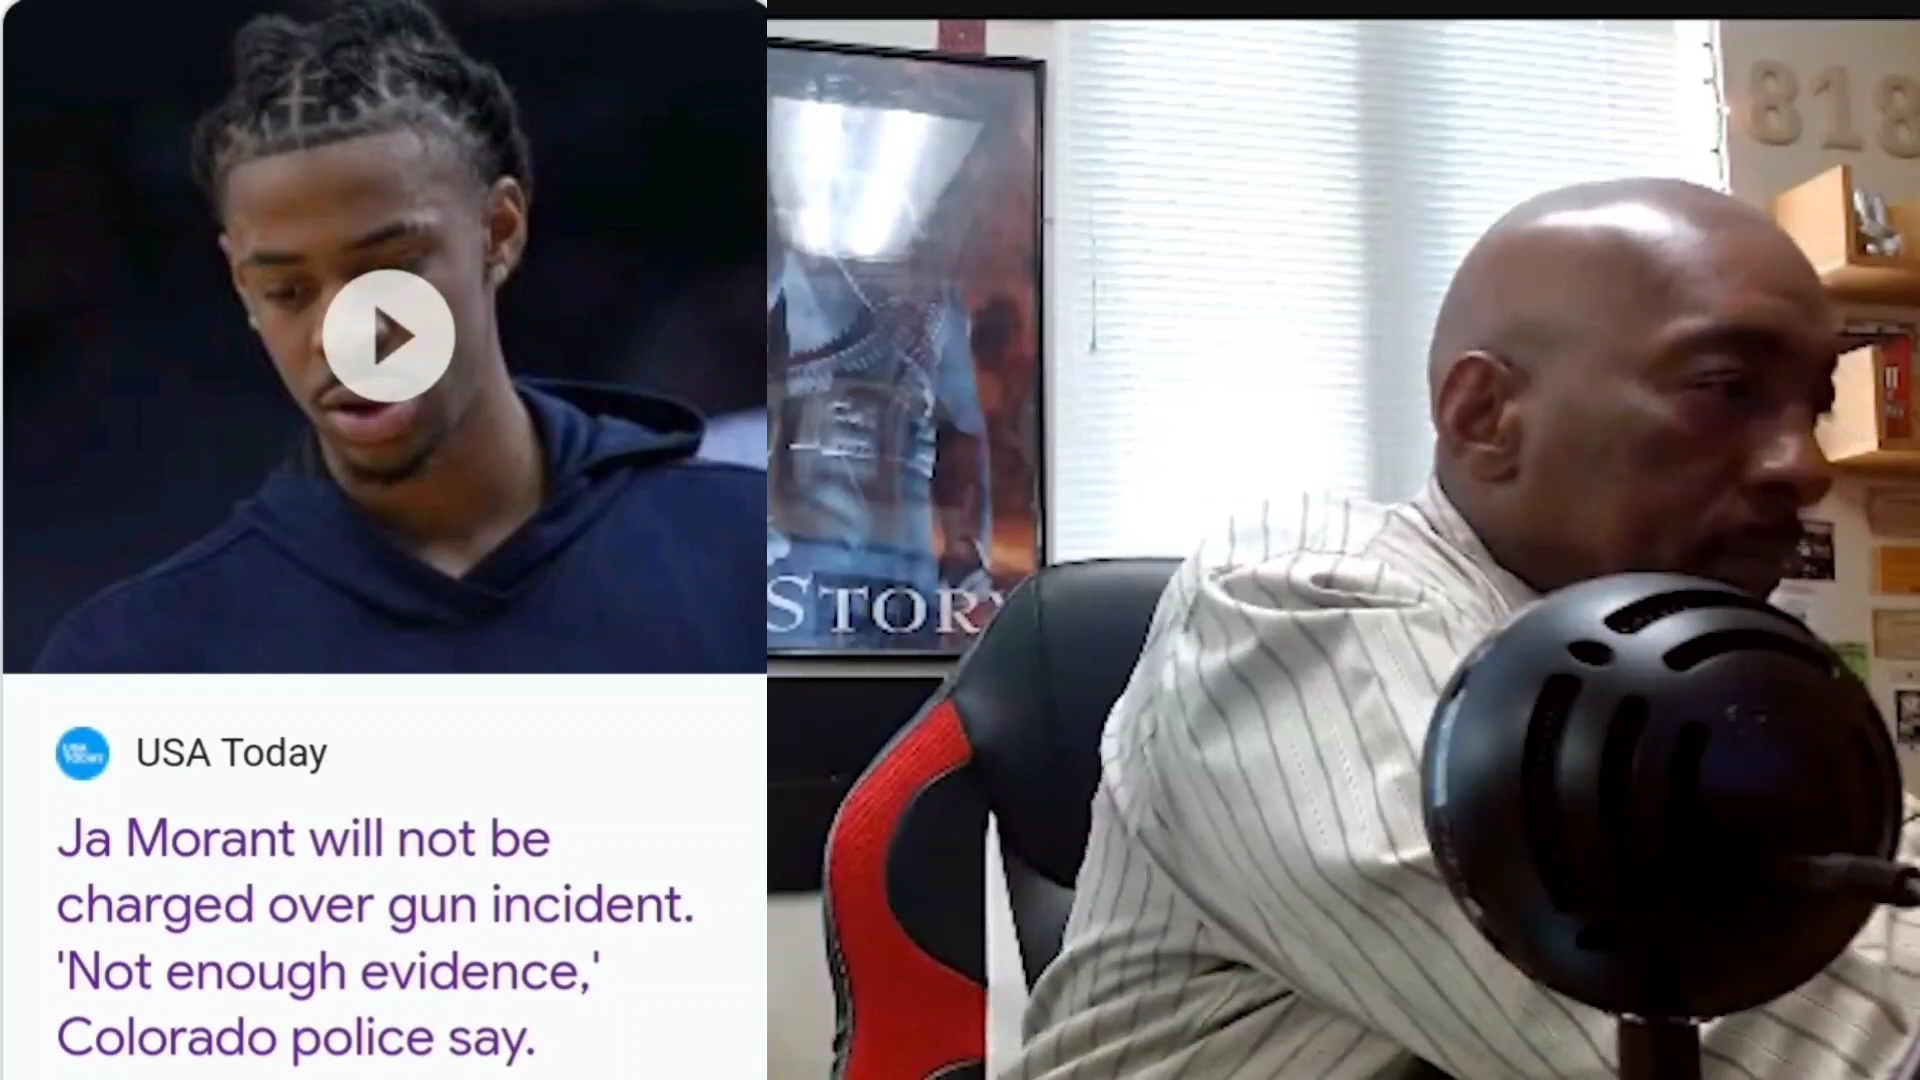 USA Today
Ja Morant will not be
charged over gun incident.
'Not enough evidence,'
Colorado police say.
STORY
818